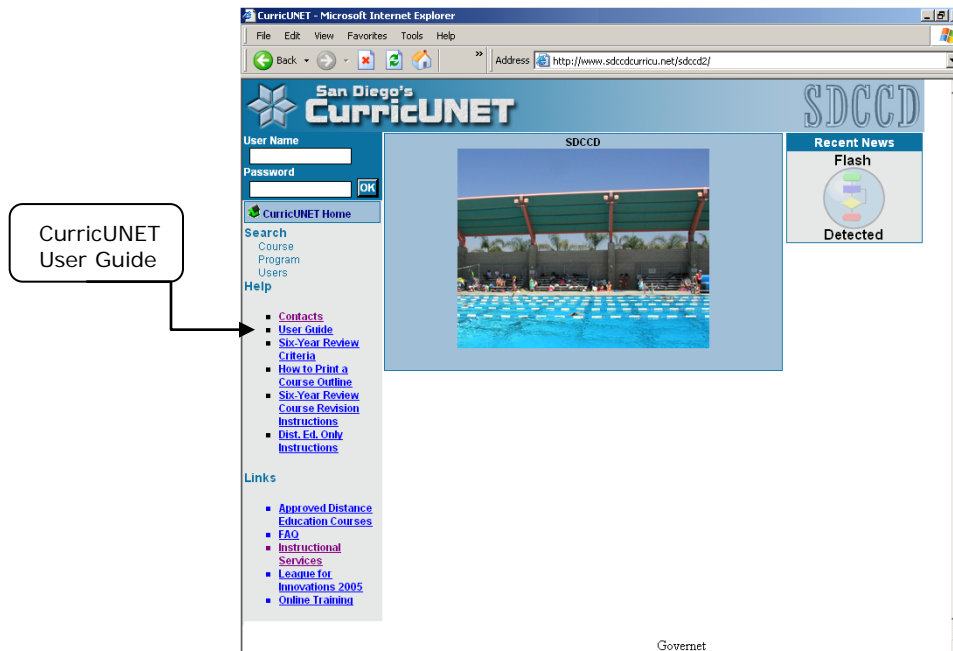 CurricUNET - Microsoft Internet Explorer
File Edit View Favorites Tools Help
Back » Address http://www.sdccdcurricu.net/sdccd2/
San Diego's
CurricUNET
SDCCD
User Name
Password
OK
CurricUNET Home
Search
Course
Program
Users
Help
Contacts
User Guide
Six-Year Review
Criteria
How to Print a
Course Outline
Six-Year Review
Course Revision
Instructions
Dist. Ed. Only
Instructions
Links
Approved Distance
Education Courses
FAQ
Instructional
Services
League for
Innovations 2005
Online Training
SDCCD
Recent News
Flash
Detected
CurricUNET
User Guide
Governet